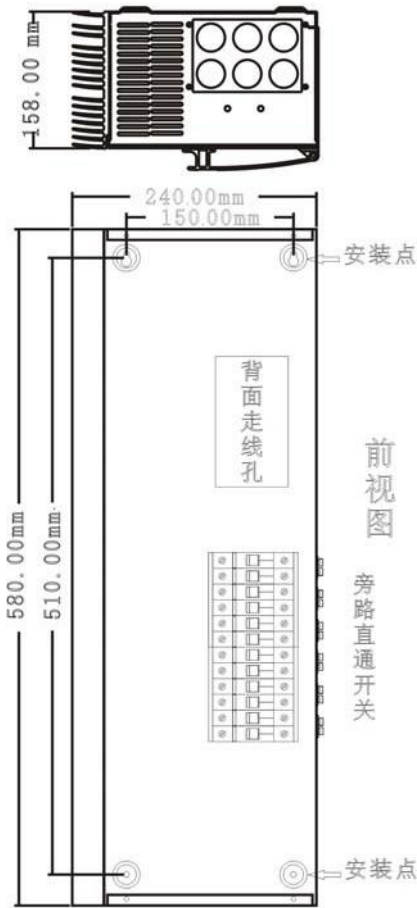 158.00 mm
240.00mm
150.00mm
安装点
背面走线孔
前视图
580.00mm
510.00mm
旁路直通开关
安装点